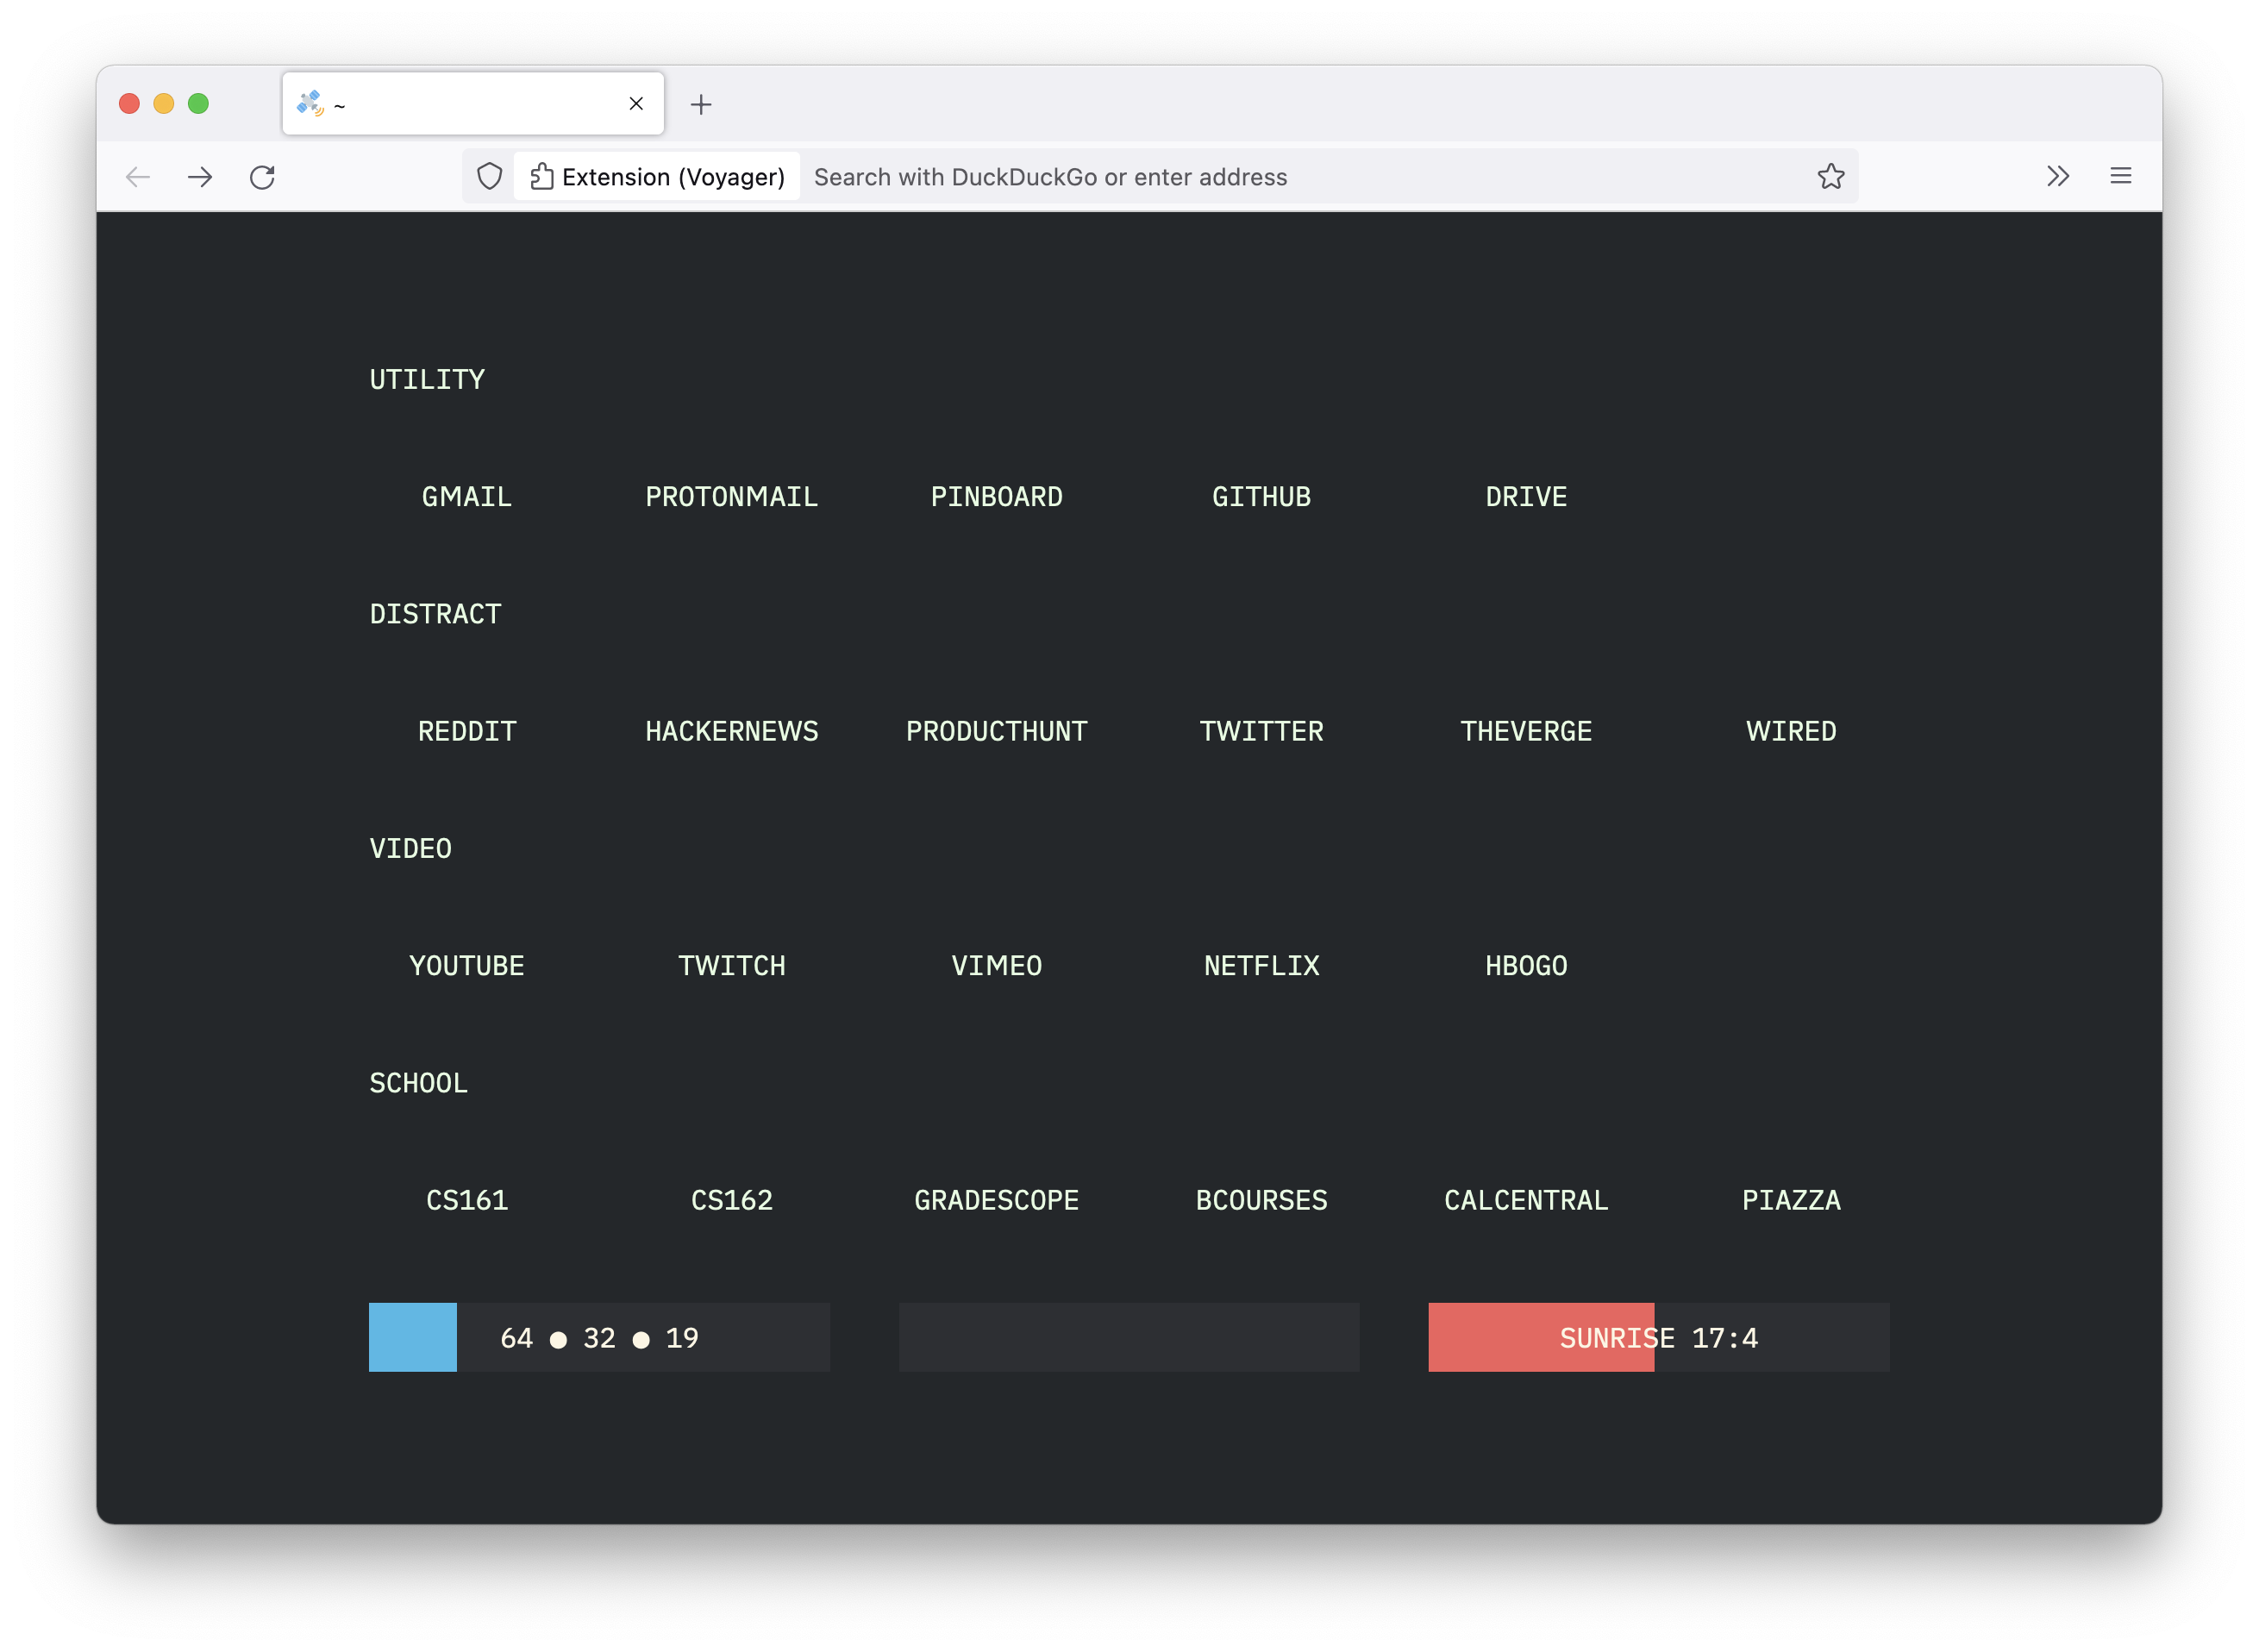 ~
Extension (Voyager) Search with DuckDuckGo or enter address
UTILITY
GMAIL PROTONMAIL PINBOARD GITHUB DRIVE
DISTRACT
REDDIT HACKERNEWS PRODUCTHUNT TWITTER THEVERGE WIRED
VIDEO
YOUTUBE TWITCH VIMEO NETFLIX HBOGO
SCHOOL
CS161 CS162 GRADESCOPE BCOURSES CALCENTRAL PIAZZA
64 ● 32 ● 19 SUNRISE 17:4